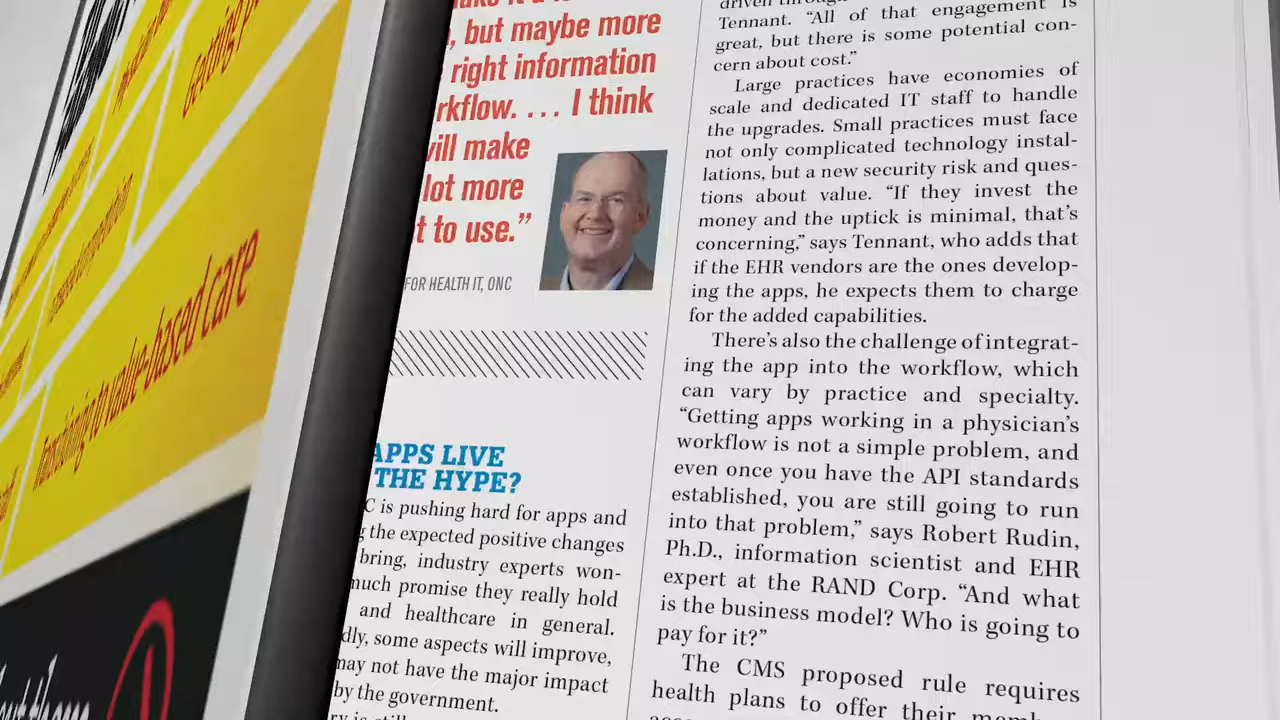 Getting p
Transitioning to value-based care
, but maybe more
right information
rkflow. . . . I think
will make
lot more
t to use.”
FOR HEALTH IT, ONC
APPS LIVE
THE HYPE?
C is pushing hard for apps and
g the expected positive changes
bring, industry experts won-
much promise they really hold
and healthcare in general.
dly, some aspects will improve,
may not have the major impact
by the government.
driven through
Tennant. “All of that engagement is
great, but there is some potential con-
cern about cost.”
Large practices have economies of
scale and dedicated IT staff to handle
the upgrades. Small practices must face
not only complicated technology instal-
lations, but a new security risk and ques-
tions about value. “If they invest the
money and the uptick is minimal, that’s
concerning,” says Tennant, who adds that
if the EHR vendors are the ones develop-
ing the apps, he expects them to charge
for the added capabilities.
There’s also the challenge of integrat-
ing the app into the workflow, which
can vary by practice and specialty.
“Getting apps working in a physician’s
workflow is not a simple problem, and
even once you have the API standards
established, you are still going to run
into that problem,” says Robert Rudin,
Ph.D., information scientist and EHR
expert at the RAND Corp. “And what
is the business model? Who is going to
pay for it?”
The CMS proposed rule requires
health plans to offer their